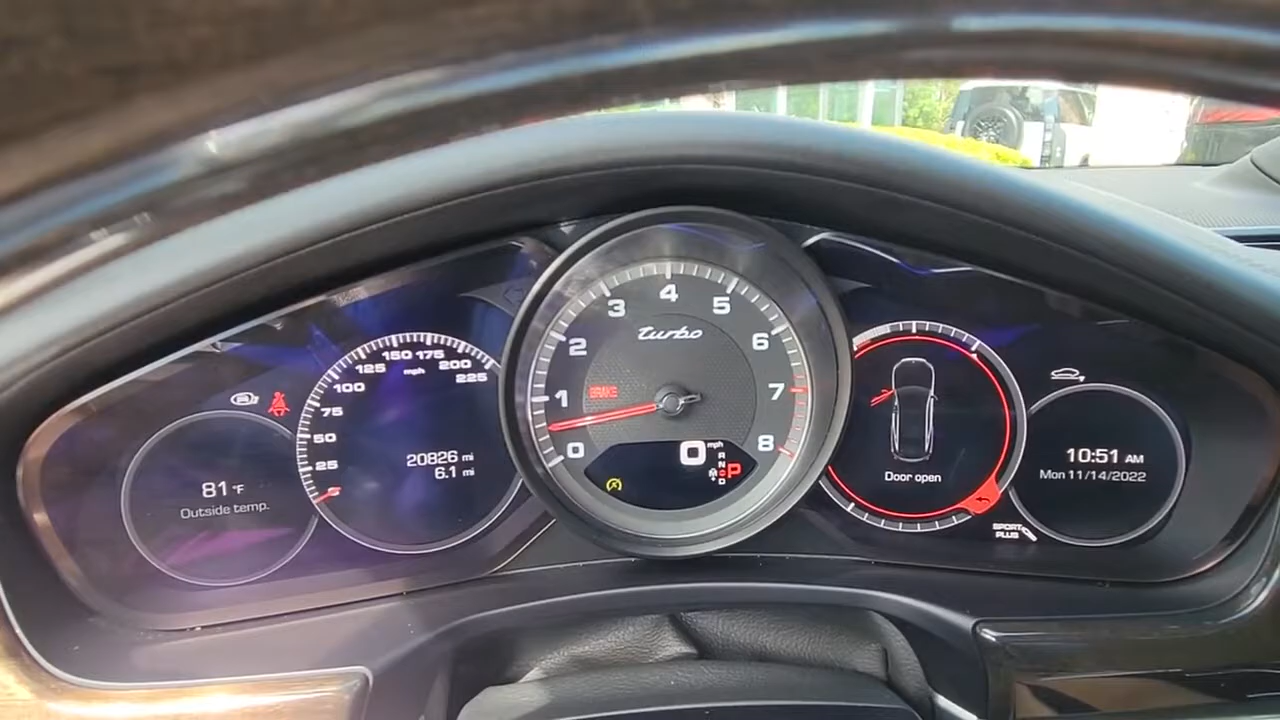 81 °F
Outside temp.
25
50
75
100
125
150
175
200
225
mph
20826 mi
6.1 mi
0
1
2
3
4
5
6
7
8
turbo
0 mph
R
N
D
M
P
Door open
SPORT
PLUS
10:51 AM
Mon 11/14/2022